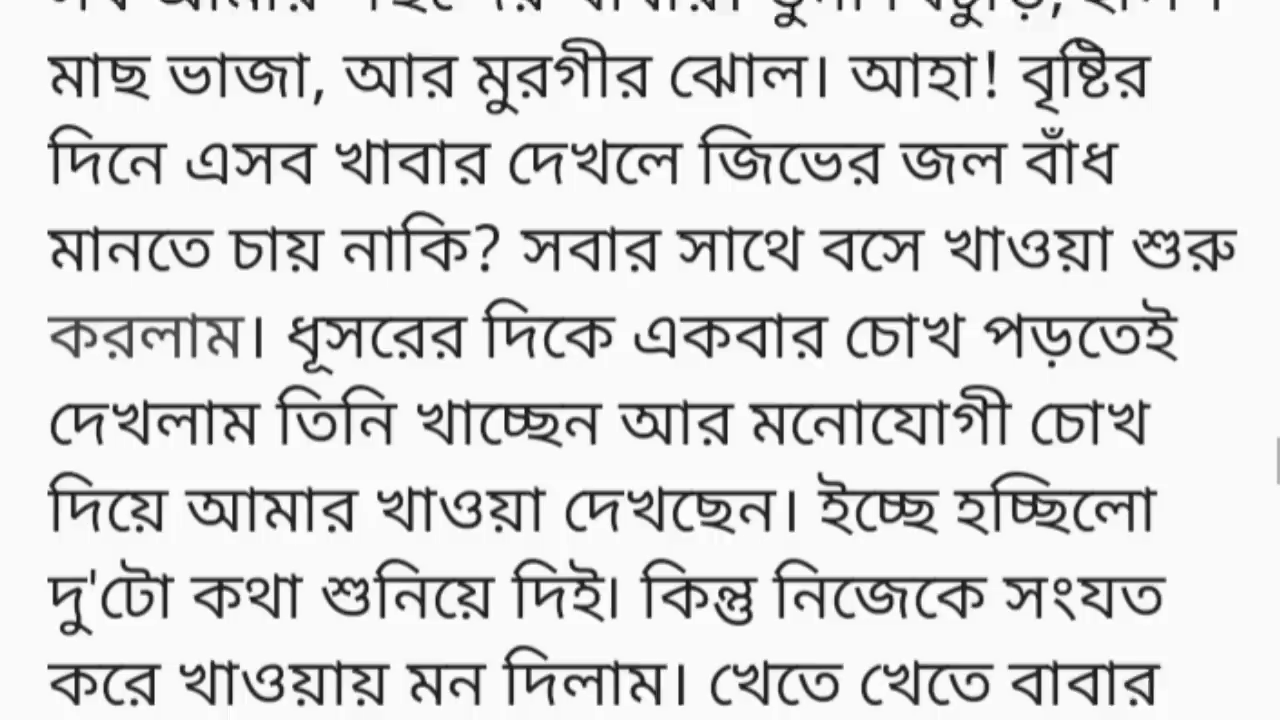 মাছ ভাজা, আর মুরগীর ঝোল। আহা! বৃষ্টির
দিনে এসব খাবার দেখলে জিভের জল বাঁধ
মানতে চায় নাকি? সবার সাথে বসে খাওয়া শুরু
করলাম। ধূসরের দিকে একবার চোখ পড়তেই
দেখলাম তিনি খাচ্ছেন আর মনোযোগী চোখ
দিয়ে আমার খাওয়া দেখছেন। ইচ্ছে হচ্ছিলো
দু'টো কথা শুনিয়ে দিই। কিন্তু নিজেকে সংযত
করে খাওয়ায় মন দিলাম। খেতে খেতে বাবার